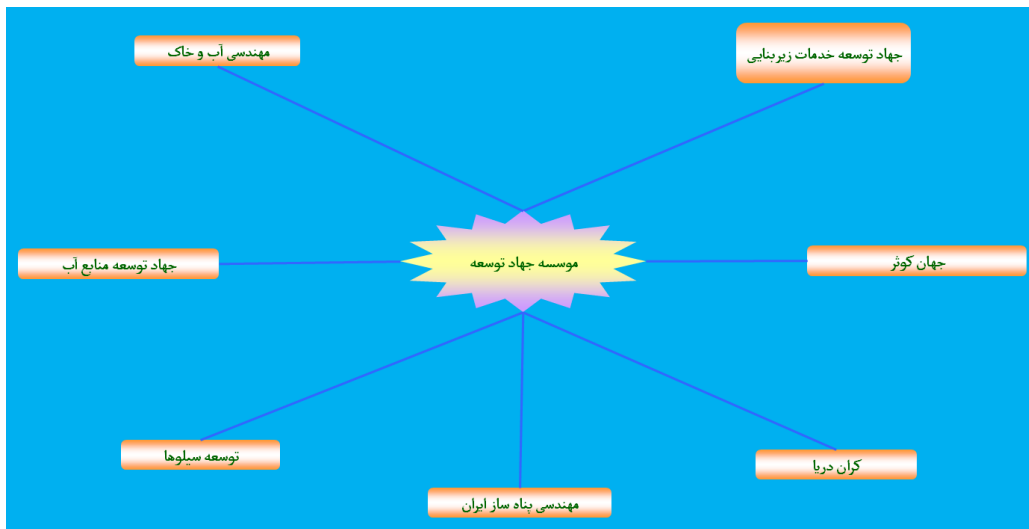 جهاد توسعه خدمات زیربنایی
مهندسی آب و خاک
جهان کوثر
موسسه جهاد توسعه
جهاد توسعه منابع آب
کران دریا
توسعه سیلوها
مهندسی پناه ساز ایران